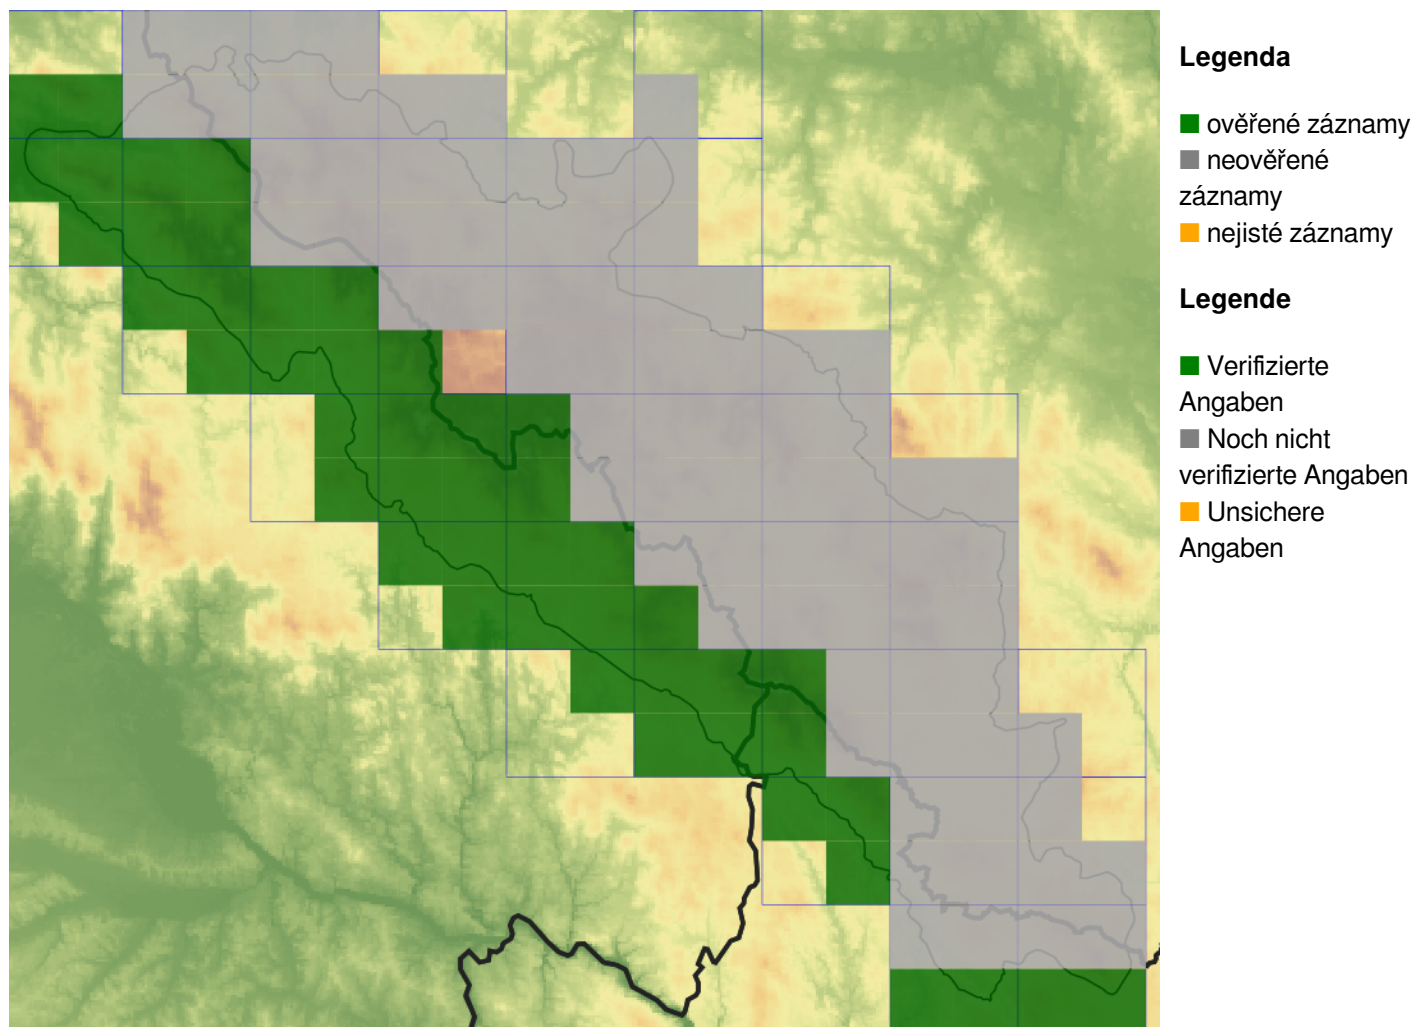 Legenda
ověřené záznamy
neověřené
záznamy
nejisté záznamy
Legende
Verifizierte
Angaben
Noch nicht
verifizierte Angaben
Unsichere
Angaben